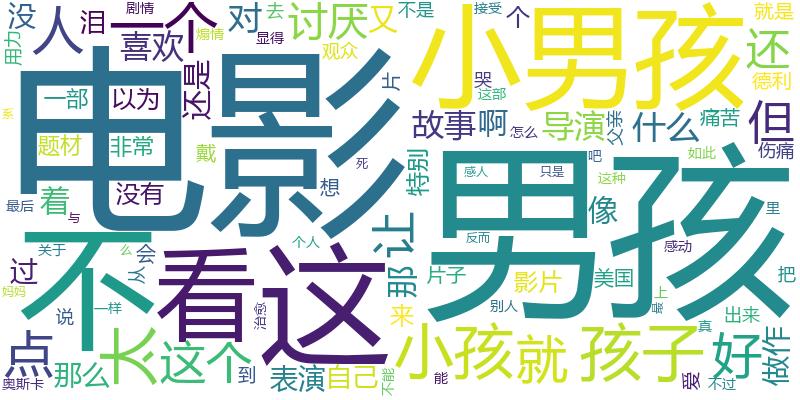 没 人 泪 剧情 一个 对 去 讨厌 又 不是 接受 个 就是
用力 喜欢 煽情 显得 观众 小男孩 还
电影 一部 以为 还是 片 哭 这部 德利
题材 非常 戴 故事 啊 导演 父亲 什么 痛苦 但
没有 想 死 特别 怎么 伤痛
系 着 感人 吧 只是 如此
最后 与 让 男孩 像 这种 里
不 看 这 个人 那 反而 感动
过 关于 么 从 会 片子 影片 美国 把
妈妈 说 一样 治愈 来 别人 上 喂 出来
点 太 这个 小孩 就 孩子 真 好 做作
奥斯卡 那么 到 表演 自己 不能 能 爱 不过